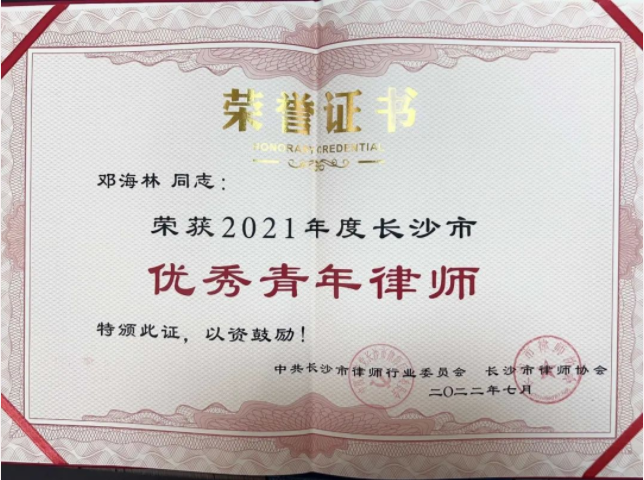 荣誉证书
HONORARY CREDENTIAL
邓海林 同志：
荣获2021年度长沙市
优秀青年律师
特颁此证，以资鼓励！
中共长沙市律师行业委员会 长沙市律师协会
二〇二二年七月